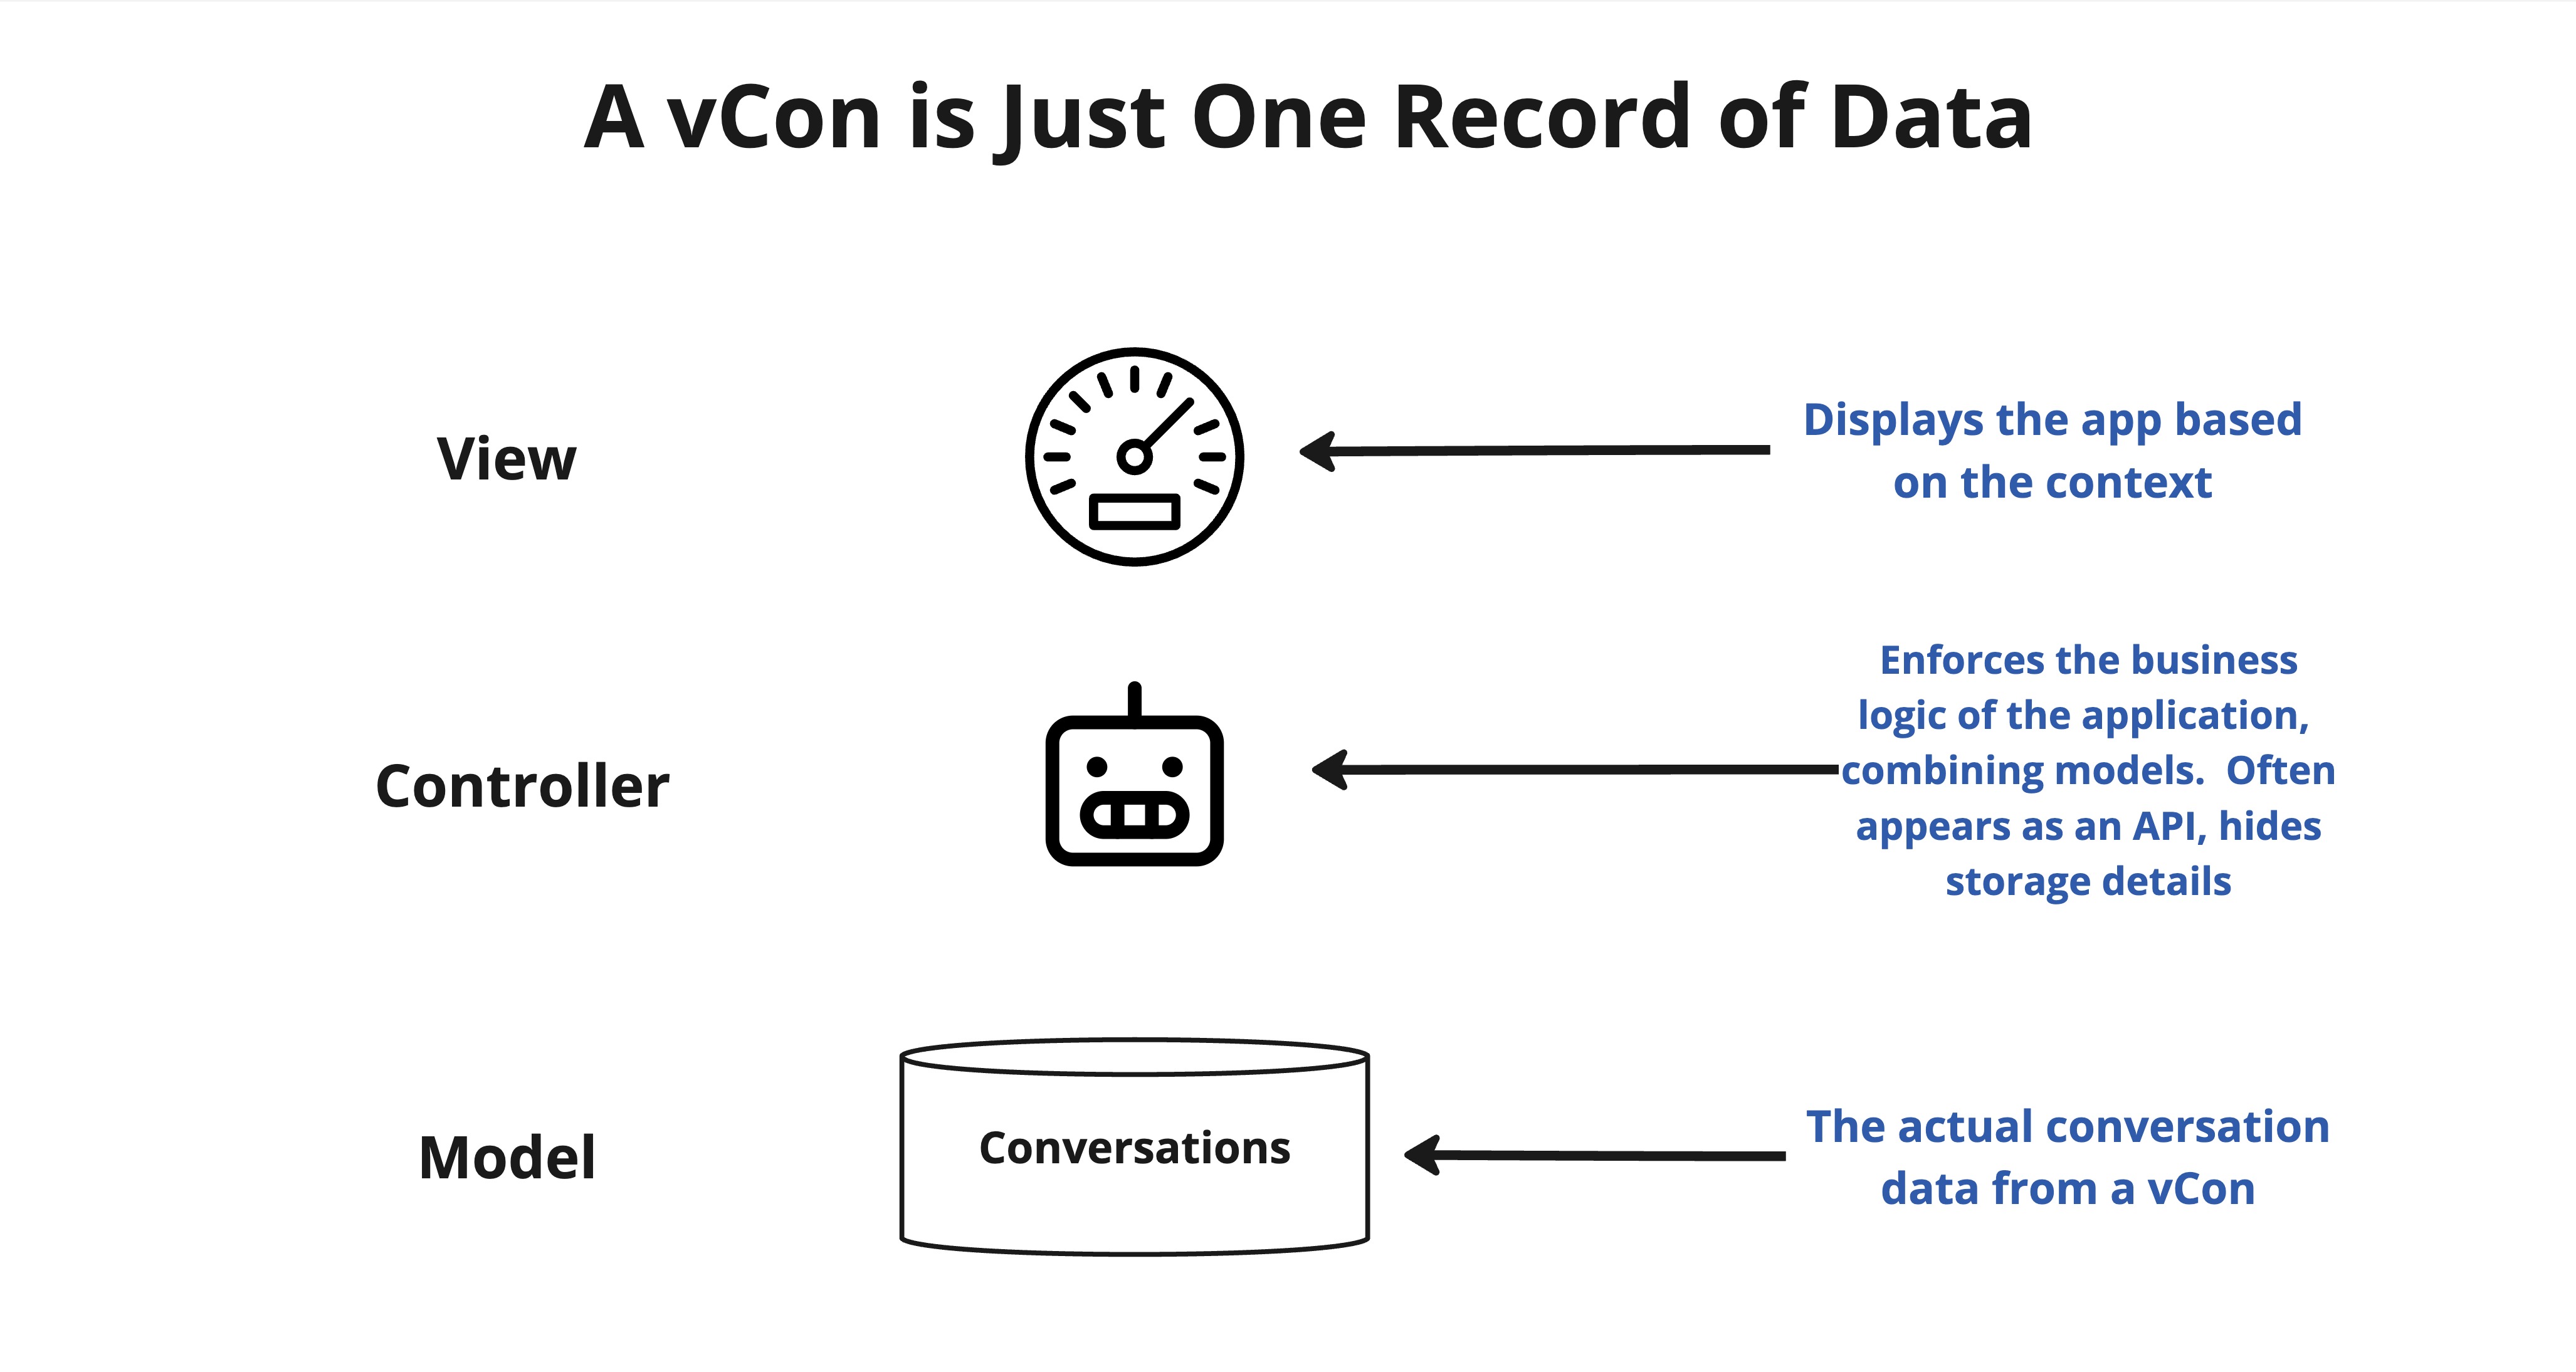 A vCon is Just One Record of Data
View
Displays the app based
on the context
Controller
Enforces the business
logic of the application,
combining models.  Often
appears as an API, hides
storage details
Model
Conversations
The actual conversation
data from a vCon